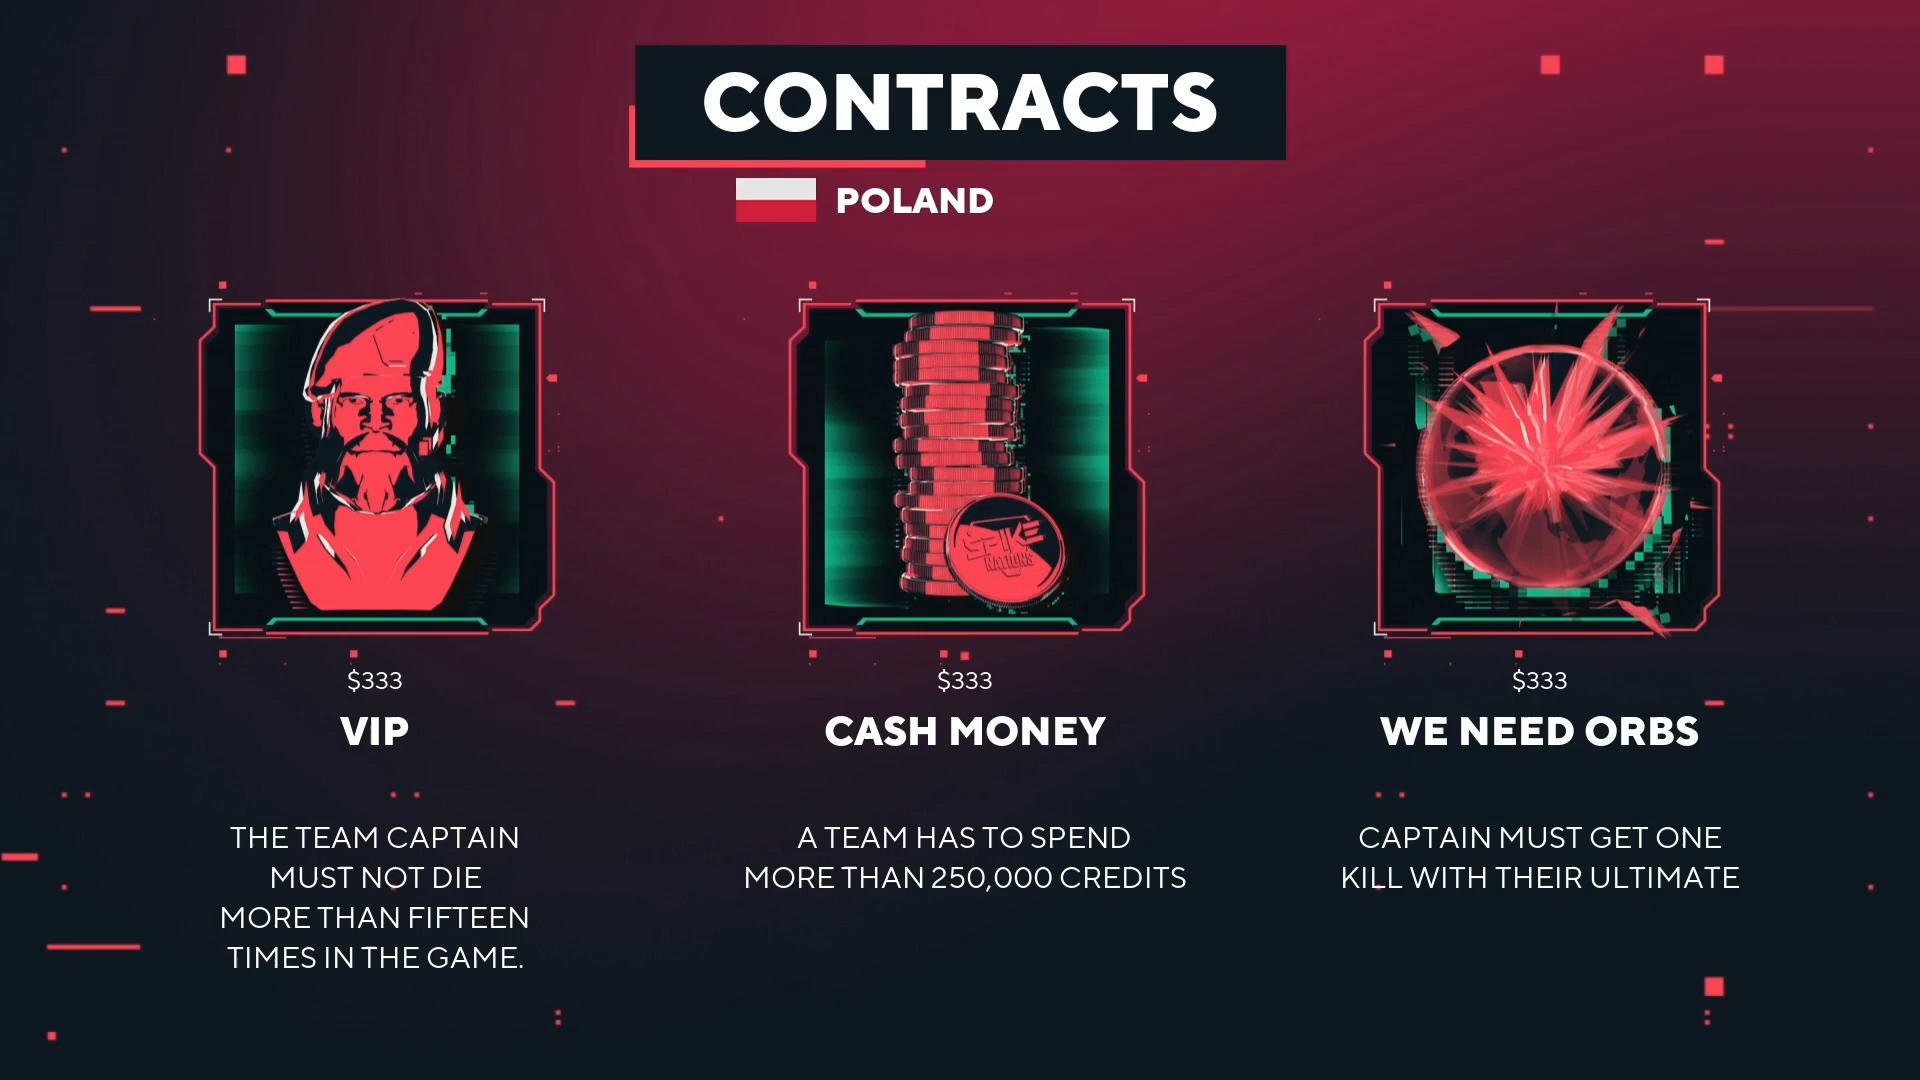 CONTRACTS
POLAND
SPIKE
NATIONS
$333
VIP
THE TEAM CAPTAIN
MUST NOT DIE
MORE THAN FIFTEEN
TIMES IN THE GAME.
$333
CASH MONEY
A TEAM HAS TO SPEND
MORE THAN 250,000 CREDITS
$333
WE NEED ORBS
CAPTAIN MUST GET ONE
KILL WITH THEIR ULTIMATE